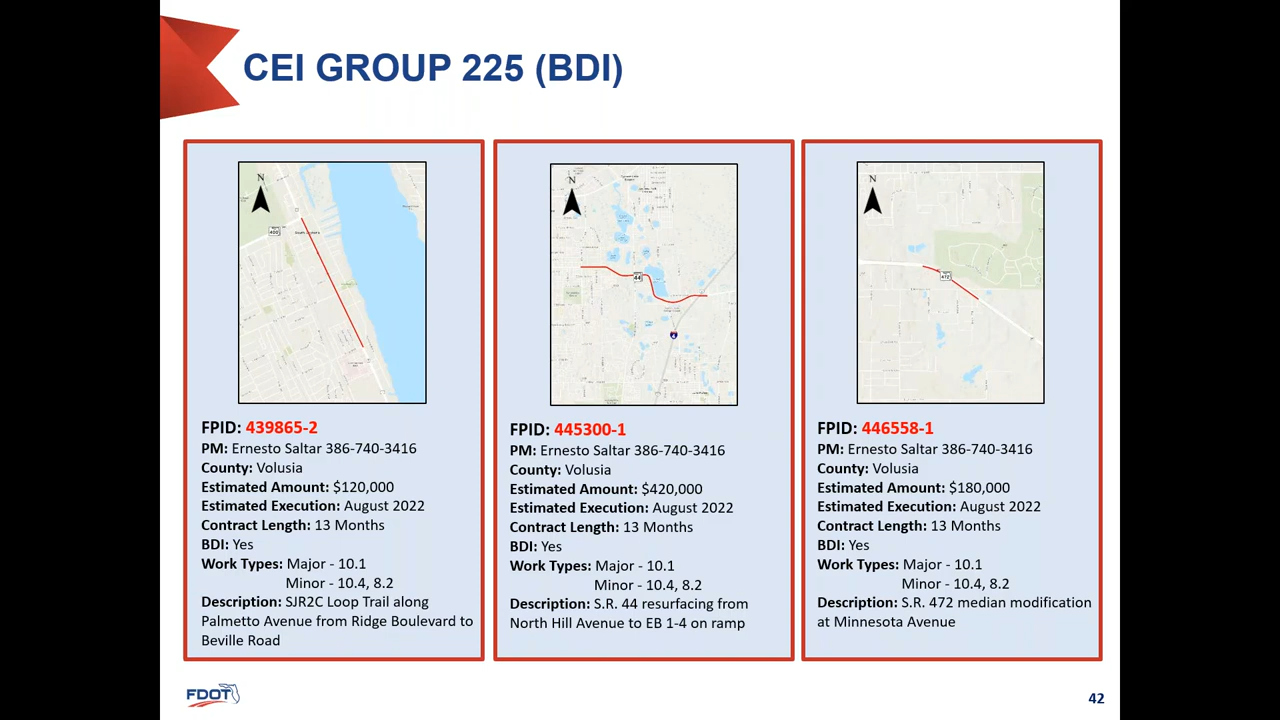 CEI GROUP 225 (BDI)
N
400
FPID: 439865-2
PM: Ernesto Saltar 386-740-3416
County: Volusia
Estimated Amount: $120,000
Estimated Execution: August 2022
Contract Length: 13 Months
BDI: Yes
Work Types: Major - 10.1
Minor - 10.4, 8.2
Description: SJR2C Loop Trail along
Palmetto Avenue from Ridge Boulevard to
Beville Road
N
44
4
FPID: 445300-1
PM: Ernesto Saltar 386-740-3416
County: Volusia
Estimated Amount: $420,000
Estimated Execution: August 2022
Contract Length: 13 Months
BDI: Yes
Work Types: Major - 10.1
Minor - 10.4, 8.2
Description: S.R. 44 resurfacing from
North Hill Avenue to EB 1-4 on ramp
N
472
FPID: 446558-1
PM: Ernesto Saltar 386-740-3416
County: Volusia
Estimated Amount: $180,000
Estimated Execution: August 2022
Contract Length: 13 Months
BDI: Yes
Work Types: Major - 10.1
Minor - 10.4, 8.2
Description: S.R. 472 median modification
at Minnesota Avenue
FDOT
42